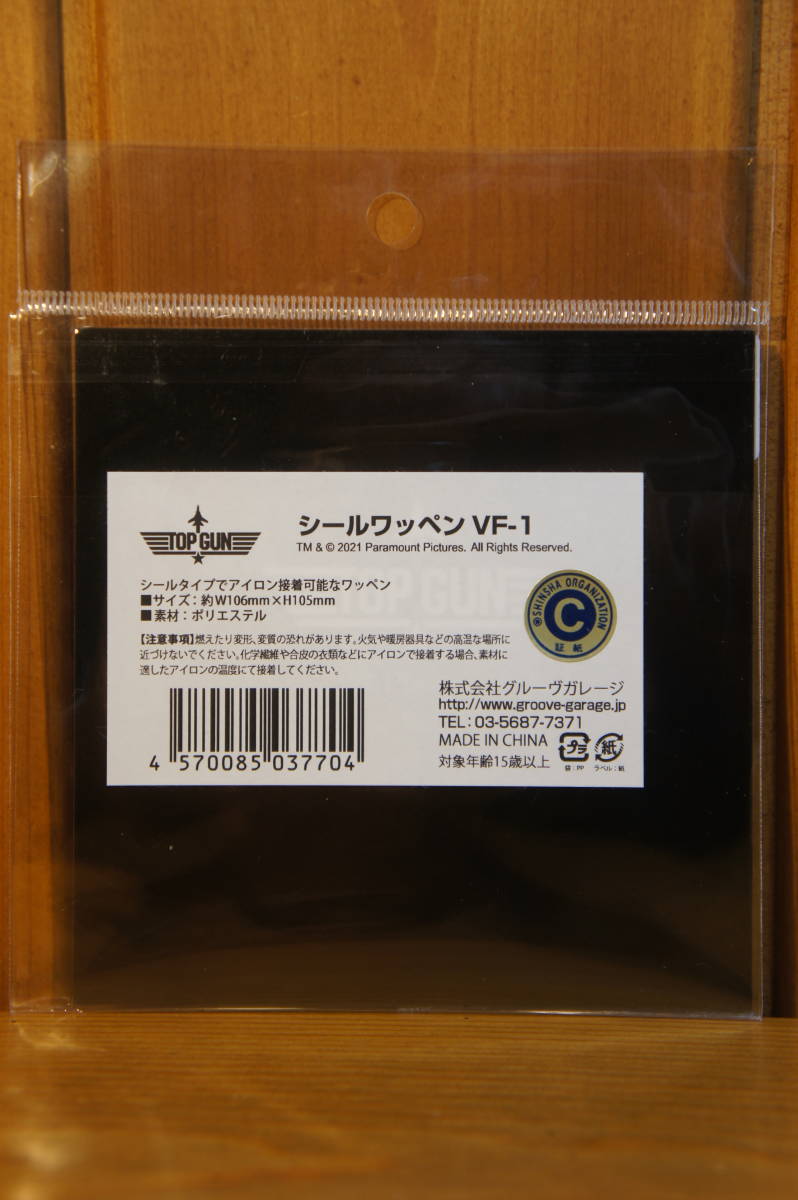 TOP GUN
シールワッペン VF-1
TM & © 2021 Paramount Pictures. All Rights Reserved.
シールタイプでアイロン接着可能なワッペン
■サイズ：約W106mm×H105mm
■素材：ポリエステル
【注意事項】燃えたり変形、変質の恐れがあります。火気や暖房器具などの高温な場所に
近づけないでください。化学繊維や合皮の衣類などにアイロンで接着する場合、素材に
適したアイロンの温度にて接着してください。
SHINSHA ORGANIZATION
C
証紙
4 570085 037704
株式会社グルーヴガレージ
http://www.groove-garage.jp
TEL：03-5687-7371
MADE IN CHINA
プラ
袋：PP
紙
ラベル：紙
対象年齢15歳以上